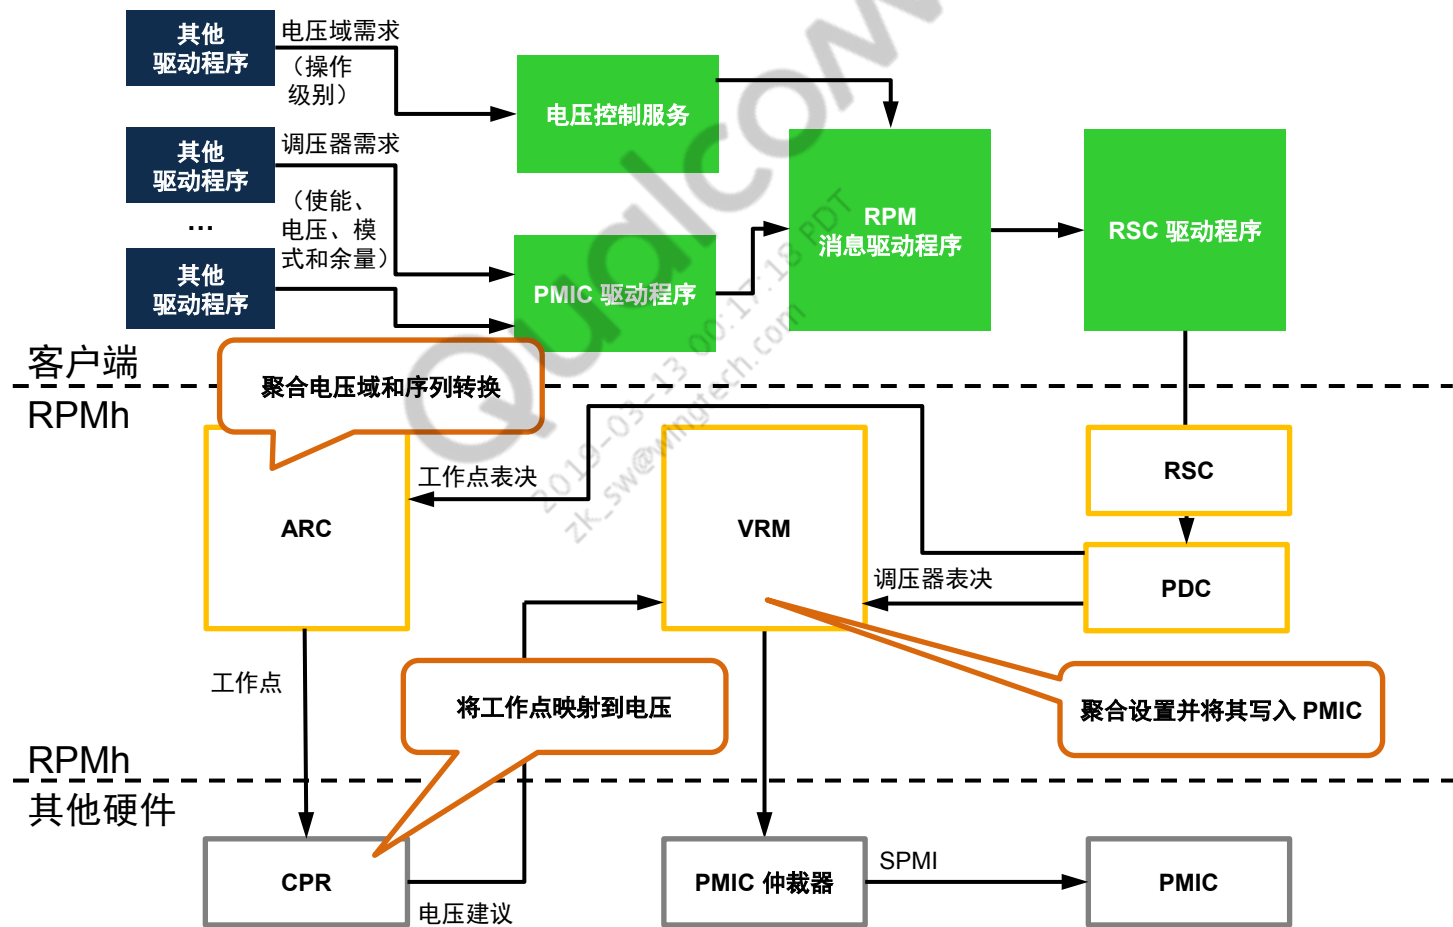 其他
驱动程序
电压域需求
（操作
级别）
电压控制服务
其他
驱动程序
调压器需求
（使能、
电压、模
式和余量）
...
其他
驱动程序
PMIC 驱动程序
RPM
消息驱动程序
RSC 驱动程序
客户端
RPMh
聚合电压域和序列转换
ARC
工作点表决
VRM
RSC
PDC
调压器表决
工作点
将工作点映射到电压
聚合设置并将其写入 PMIC
RPMh
其他硬件
CPR
电压建议
PMIC 仲裁器
SPMI
PMIC
Qualcom
2019-03-13 00:17:18 PDT
zk_sw@wingtech.com